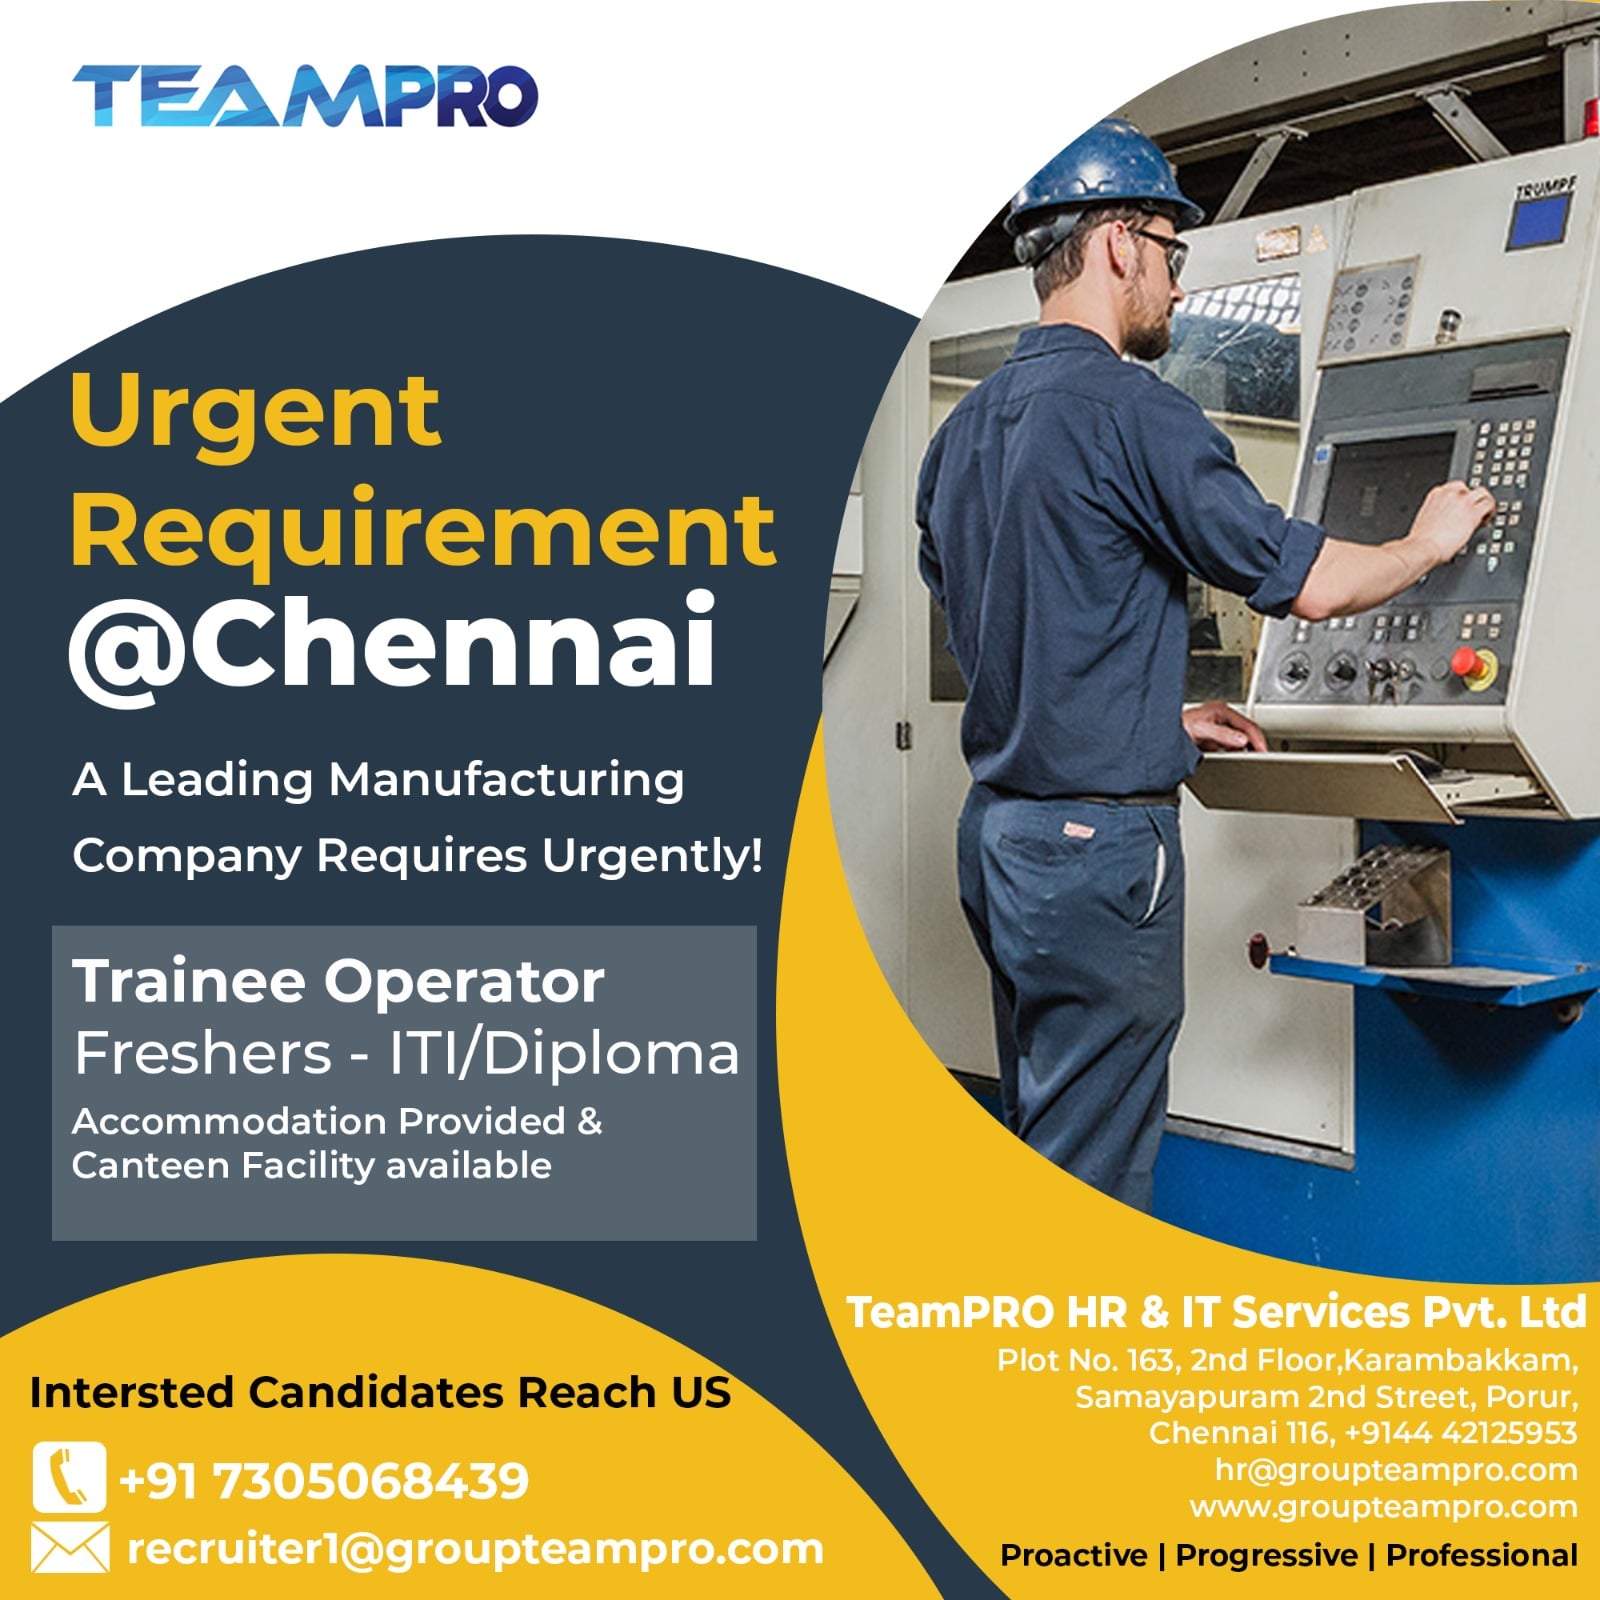 TEAMPRO
TRUMPF
Urgent
Requirement
@Chennai
A Leading Manufacturing
Company Requires Urgently!
Trainee Operator
Freshers - ITI/Diploma
Accommodation Provided &
Canteen Facility available
Intersted Candidates Reach US
+91 7305068439
recruiter1@groupteampro.com
TeamPRO HR & IT Services Pvt. Ltd
Plot No. 163, 2nd Floor,Karambakkam,
Samayapuram 2nd Street, Porur,
Chennai 116, +9144 42125953
hr@groupteampro.com
www.groupteampro.com
Proactive | Progressive | Professional